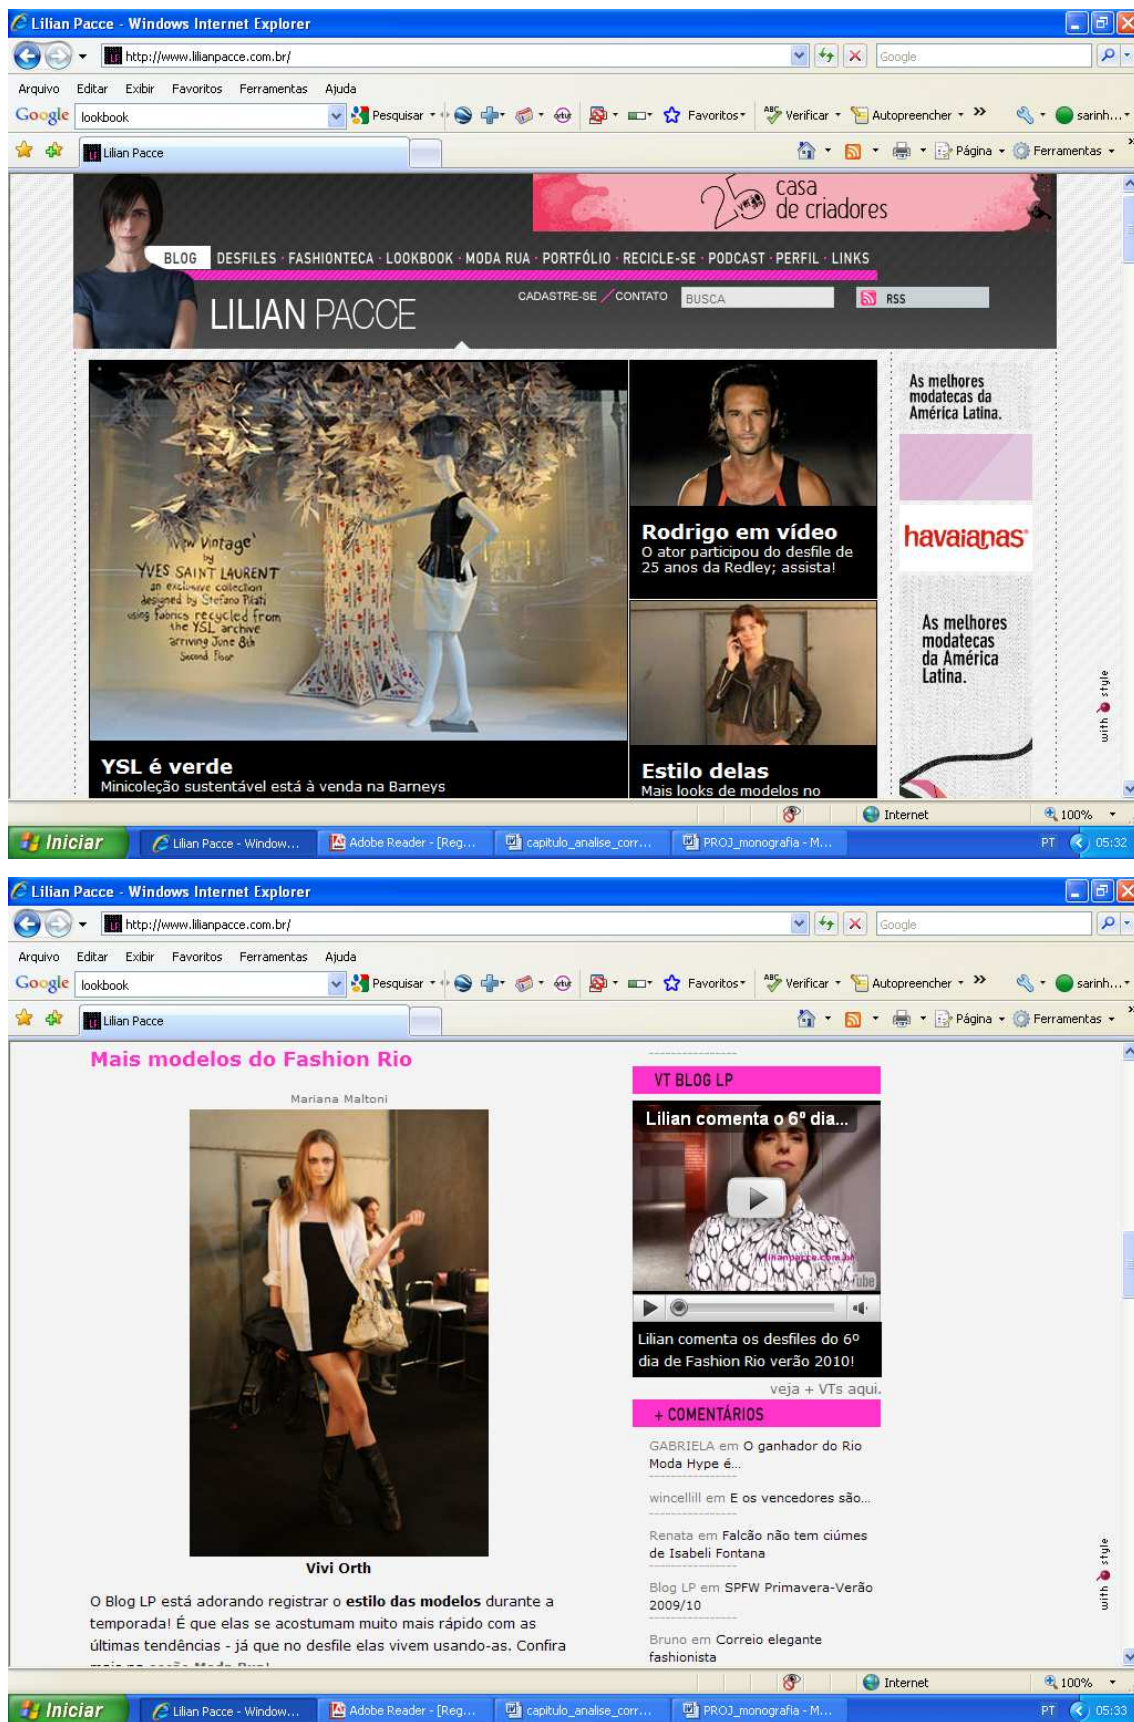 Lilian Pacce - Windows Internet Explorer
http://www.lilianpacce.com.br/
Google
Arquivo Editar Exibir Favoritos Ferramentas Ajuda
Google lookbook Pesquisar Favoritos Verificar Autopreencher sarinh...
Lilian Pacce Página Ferramentas
25 verão casa
de criadores
BLOG DESFILES · FASHIONTECA · LOOKBOOK · MODA RUA · PORTFÓLIO · RECICLE-SE · PODCAST · PERFIL · LINKS
CADASTRE-SE / CONTATO BUSCA RSS
LILIAN PACCE
As melhores
modatecas da
América Latina.
havaianas
As melhores
modatecas
da América
Latina.
with style
'New Vintage'
by
YVES SAINT LAURENT
an exclusive collection
designed by Stefano Pilati
using fabrics recycled from
the YSL archive
arriving June 8th
Second Floor
Rodrigo em vídeo
O ator participou do desfile de
25 anos da Redley; assista!
YSL é verde
Minicoleção sustentável está à venda na Barneys
Estilo delas
Mais looks de modelos no
Internet 100%
Iniciar Lilian Pacce - Window... Adobe Reader - [Reg... capitulo_analise_corr... PROJ_monografia - M... PT 05:32
Lilian Pacce - Windows Internet Explorer
http://www.lilianpacce.com.br/
Google
Arquivo Editar Exibir Favoritos Ferramentas Ajuda
Google lookbook Pesquisar Favoritos Verificar Autopreencher sarinh...
Lilian Pacce Página Ferramentas
Mais modelos do Fashion Rio
Mariana Maltoni
Vivi Orth
O Blog LP está adorando registrar o estilo das modelos durante a
temporada! É que elas se acostumam muito mais rápido com as
últimas tendências - já que no desfile elas vivem usando-as. Confira
mais na seção Moda Rua!
VT BLOG LP
Lilian comenta o 6º dia...
lilianpacce.com.br
Lilian comenta os desfiles do 6º
dia de Fashion Rio verão 2010!
veja + VTs aqui.
+ COMENTÁRIOS
GABRIELA em O ganhador do Rio
Moda Hype é...
wincellill em E os vencedores são...
Renata em Falcão não tem ciúmes
de Isabeli Fontana
Blog LP em SPFW Primavera-Verão
2009/10
Bruno em Correio elegante
fashionista
with style
Internet 100%
Iniciar Lilian Pacce - Window... Adobe Reader - [Reg... capitulo_analise_corr... PROJ_monografia - M... PT 05:33